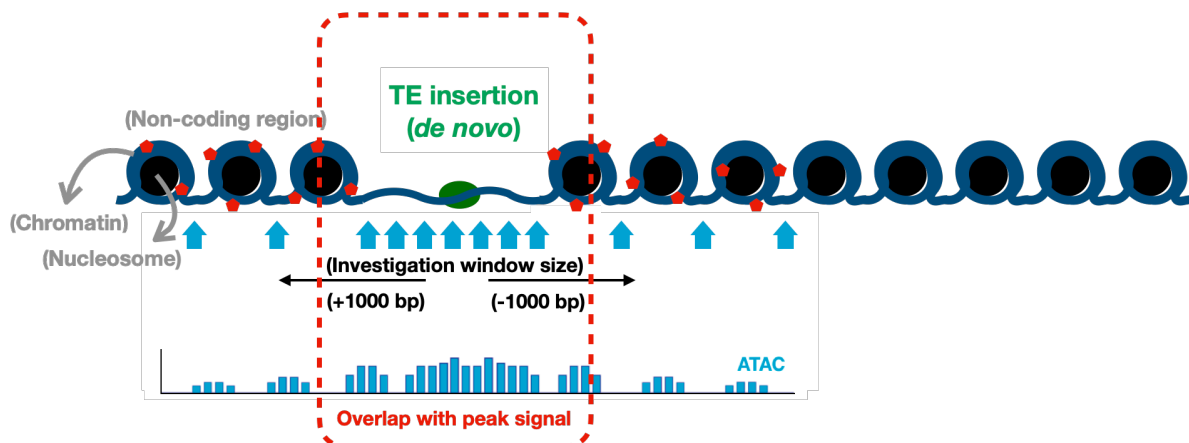 TE insertion
(de novo)
(Non-coding region)
(Chromatin)
(Nucleosome)
(Investigation window size)
(+1000 bp)
(-1000 bp)
ATAC
Overlap with peak signal